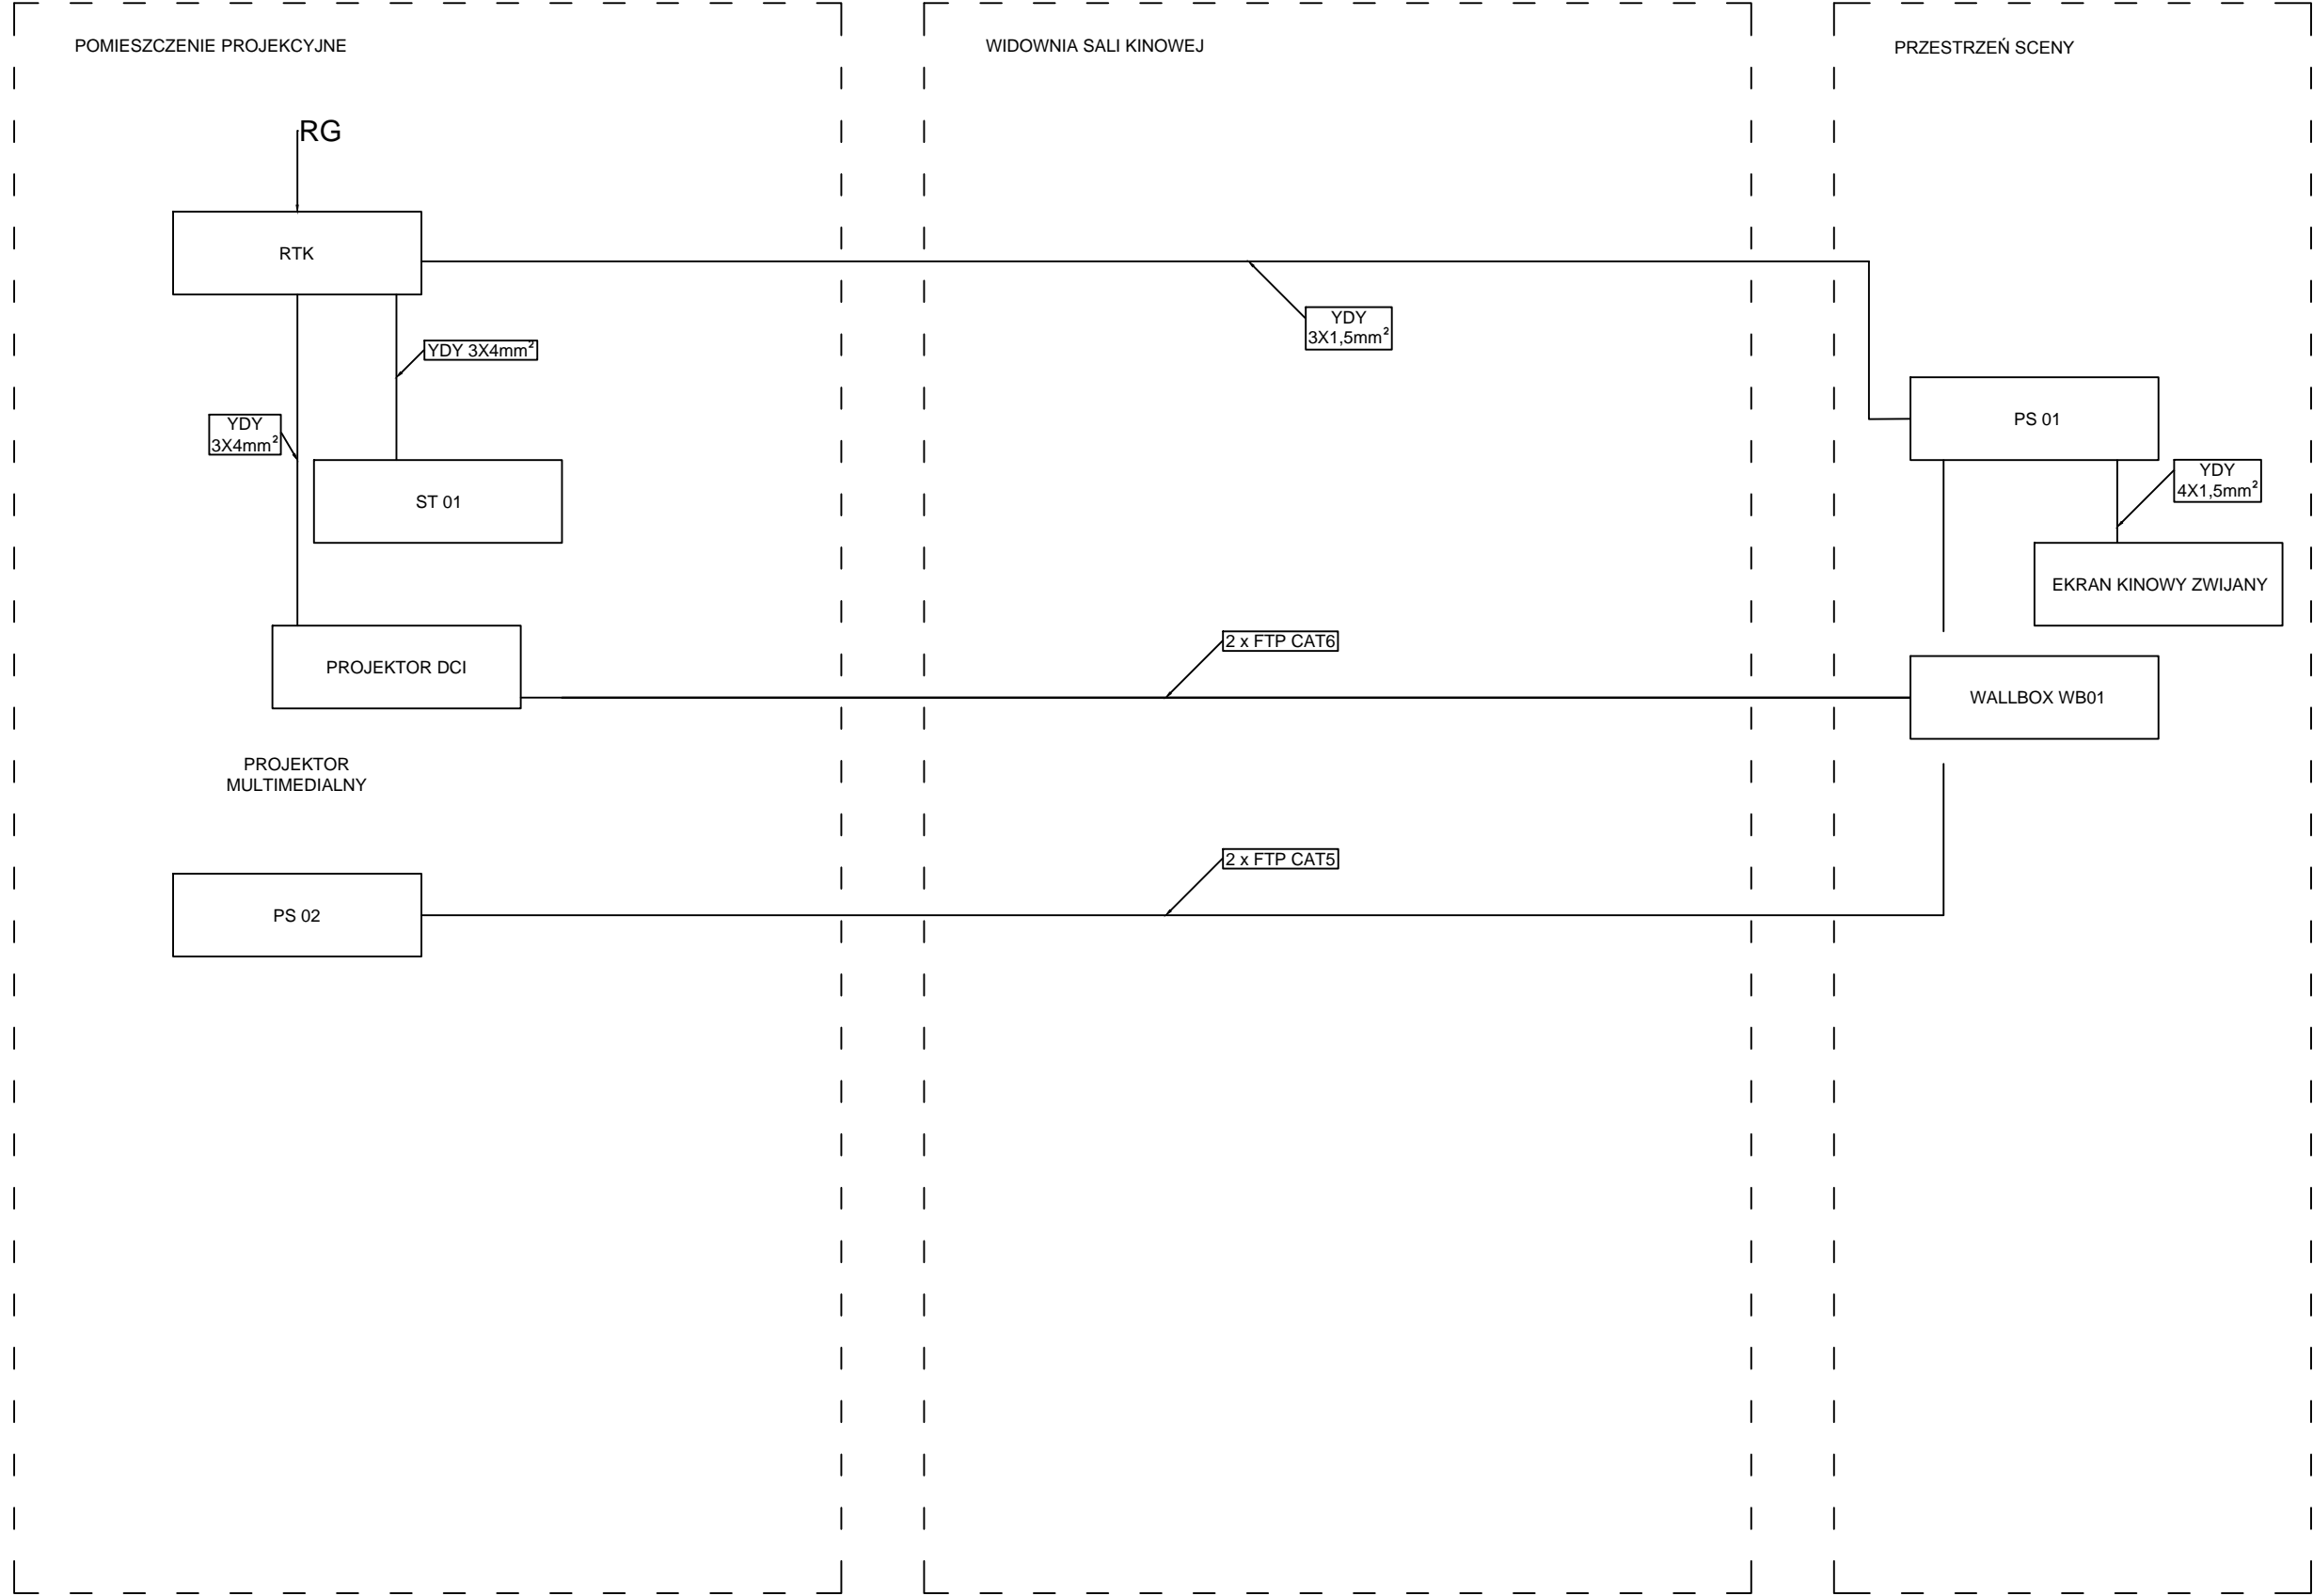 POMIESZCZENIE PROJEKCYJNE
WIDOWNIA SALI KINOWEJ
PRZESTRZEŃ SCENY
RG
RTK
YDY
3X1,5mm²
YDY 3X4mm²
YDY
3X4mm²
PS 01
ST 01
YDY
4X1,5mm²
EKRAN KINOWY ZWIJANY
2 x FTP CAT6
PROJEKTOR DCI
WALLBOX WB01
PROJEKTOR
MULTIMEDIALNY
2 x FTP CAT5
PS 02